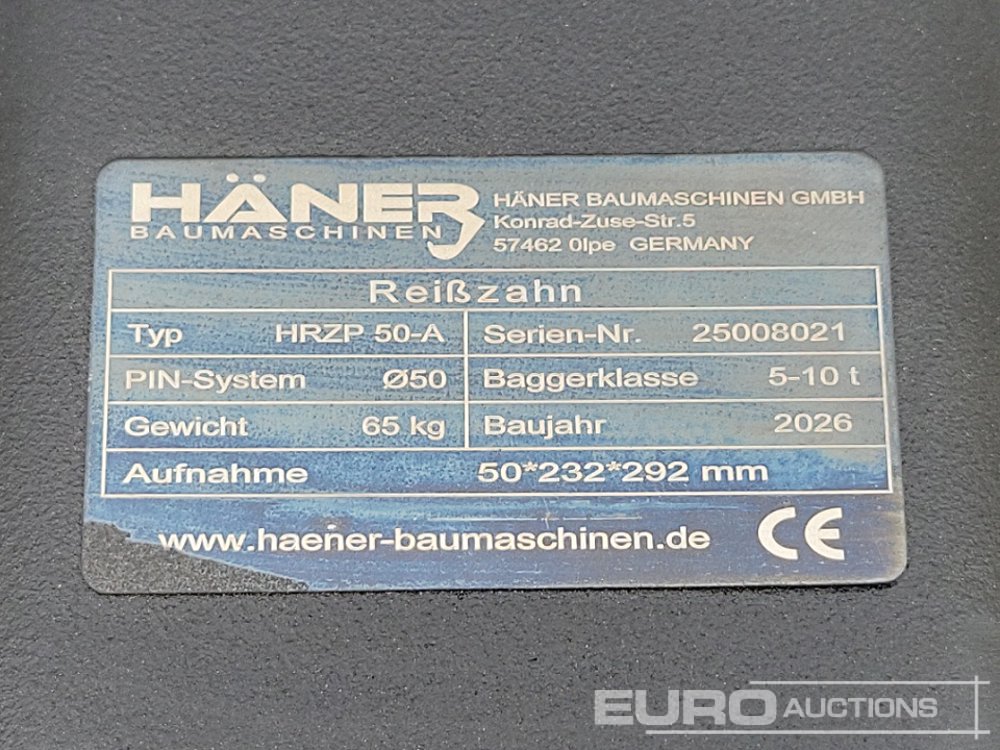 HÄNER
BAUMASCHINEN
HÄNER BAUMASCHINEN GMBH
Konrad-Zuse-Str.5
57462 Olpe GERMANY
Reißzahn
Typ HRZP 50-A
Serien-Nr. 25008021
PIN-System Ø50
Baggerklasse 5-10 t
Gewicht 65 kg
Baujahr 2026
Aufnahme 50*232*292 mm
www.haener-baumaschinen.de
CE
EURO AUCTIONS